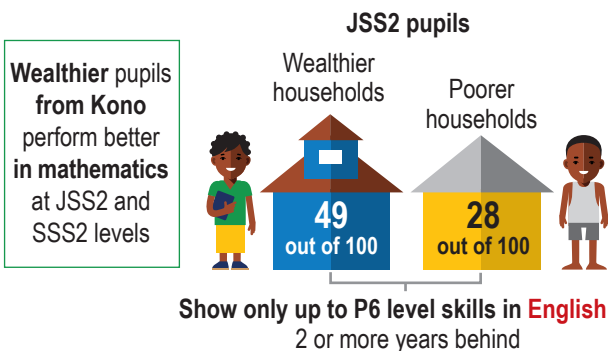 JSS2 pupils
Wealthier pupils
from Kono
perform better
in mathematics
at JSS2 and
SSS2 levels
Wealthier
households
49
out of 100
Poorer
households
28
out of 100
Show only up to P6 level skills in English
2 or more years behind